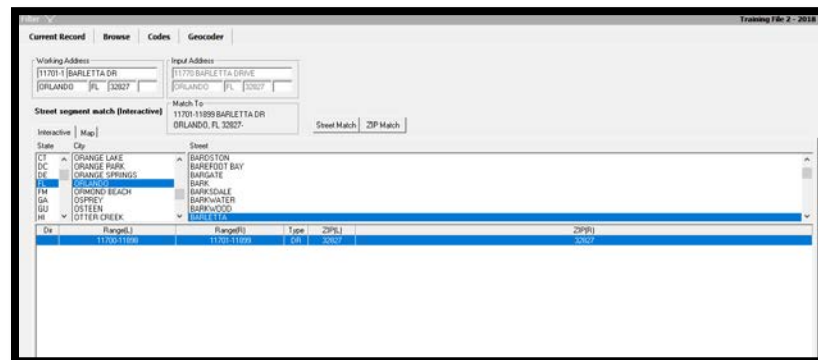 Filter
Training File 2 - 2018
Current Record Browse Codes Geocoder
Working Address
11701-1 BARLETTA DR
ORLANDO FL 32827
Input Address
11770 BARLETTA DRIVE
ORLANDO FL 32827
Street segment match (Interactive)
Match To
11701-11899 BARLETTA DR
ORLANDO, FL 32827-
Street Match ZIP Match
Interactive Map
State City Street
CT ORANGE LAKE BARDSTON
DC ORANGE PARK BAREFOOT BAY
DE ORANGE SPRINGS BARGATE
FL ORLANDO BARK
FM ORMOND BEACH BARKSDALE
GA OSPREY BARKWATER
GU OSTEEN BARKWOOD
HI OTTER CREEK BARLETTA
Dir Range(L) Range(R) Type ZIP(L) ZIP(R)
11700-11898 11701-11899 DR 32827 32827